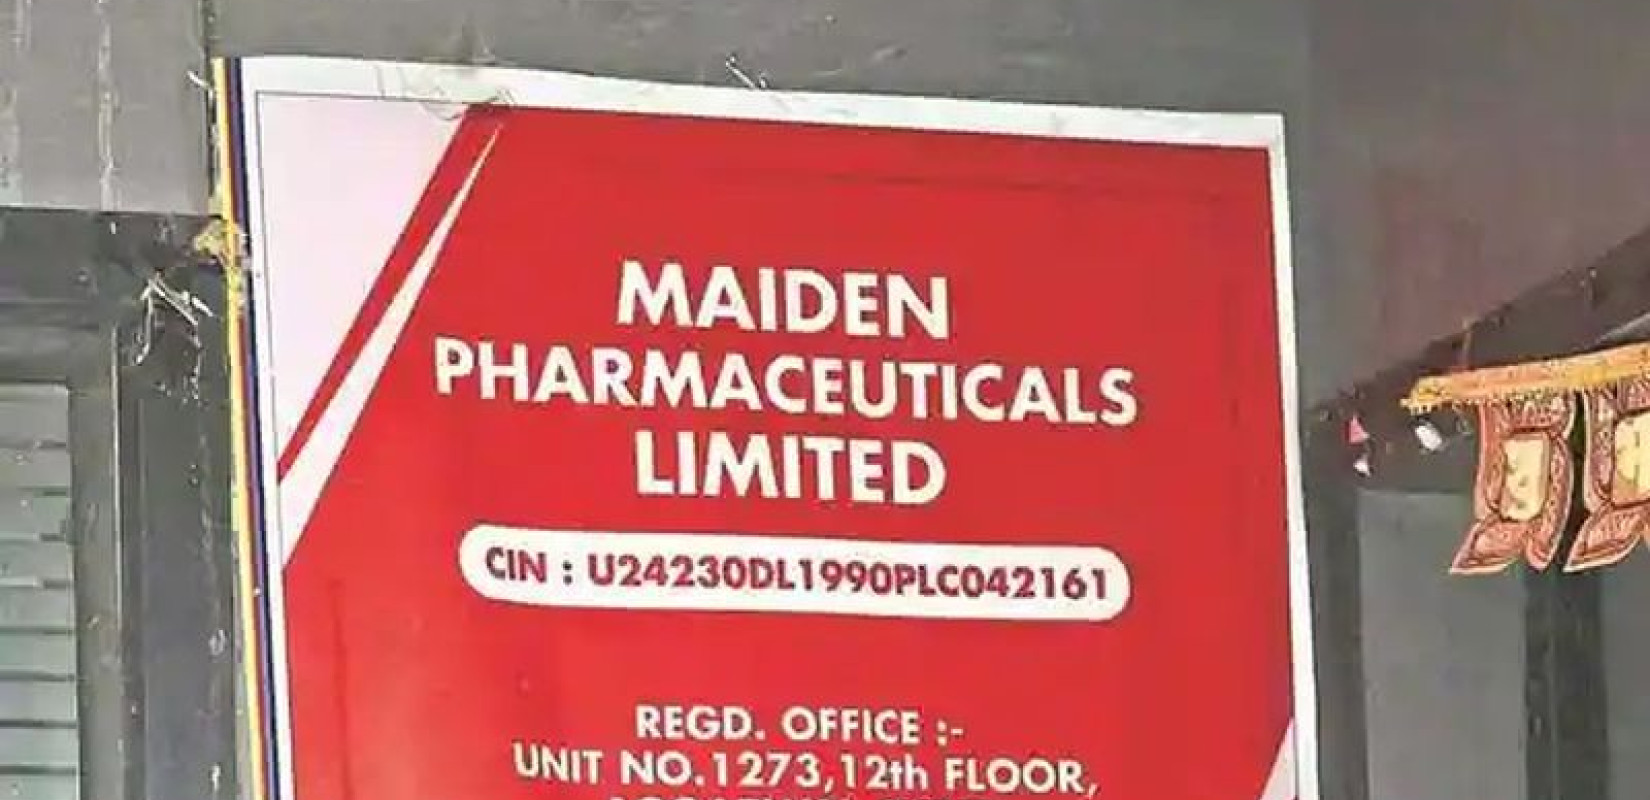 MAIDEN
PHARMACEUTICALS
LIMITED
CIN : U24230DL1990PLC042161
REGD. OFFICE :-
UNIT NO.1273,12th FLOOR,